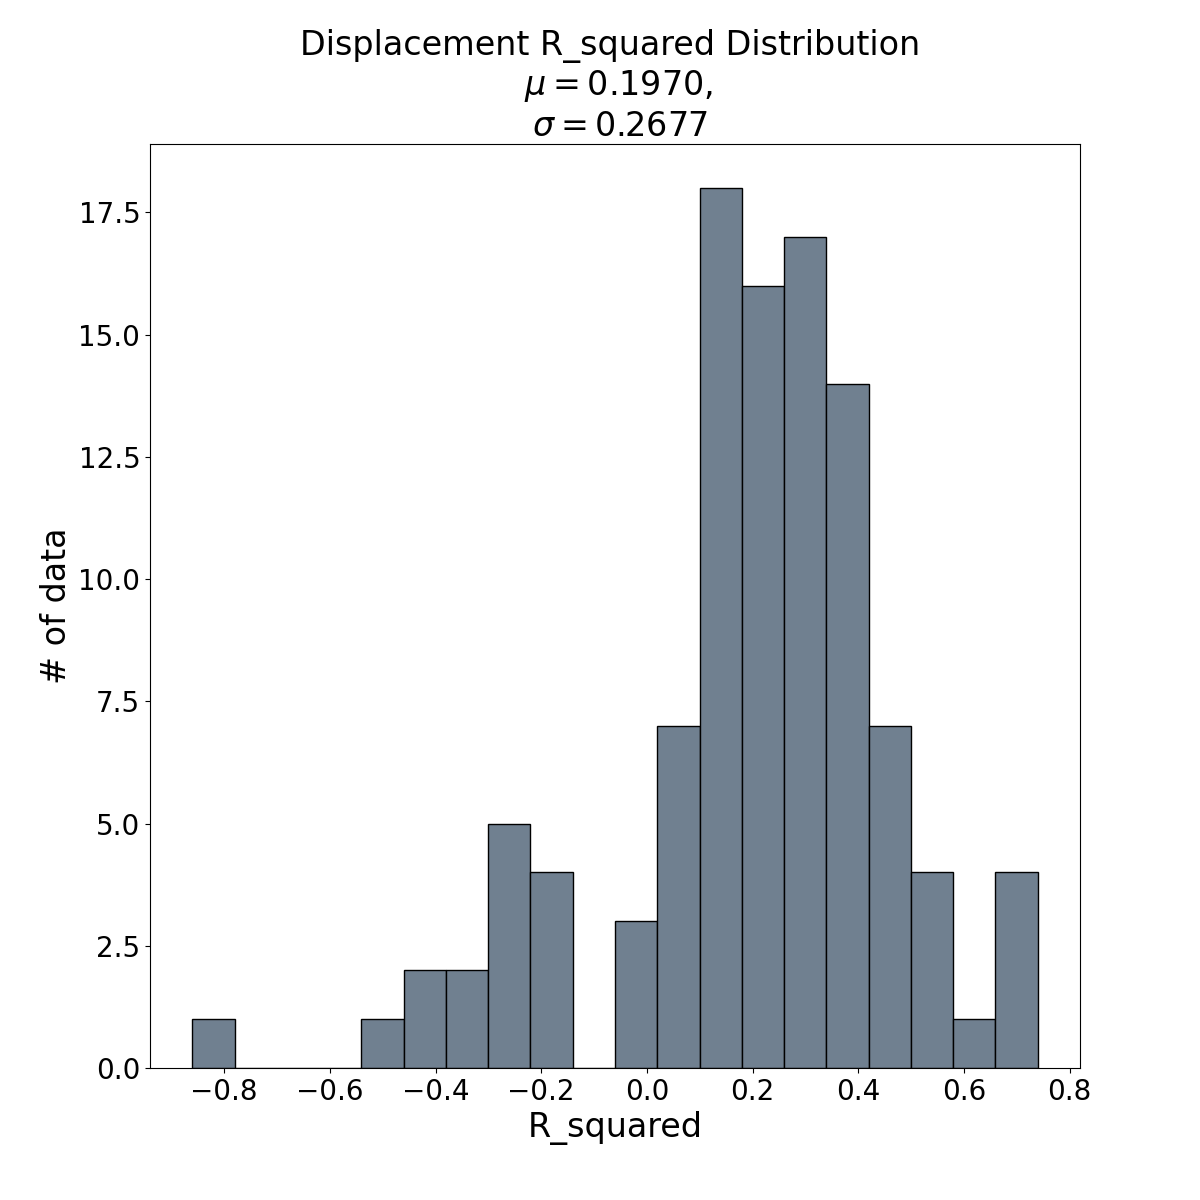 Displacement R_squared Distribution
μ = 0.1970,
σ = 0.2677
17.5
15.0
12.5
10.0
7.5
5.0
2.5
0.0
# of data
−0.8 −0.6 −0.4 −0.2 0.0 0.2 0.4 0.6 0.8
R_squared